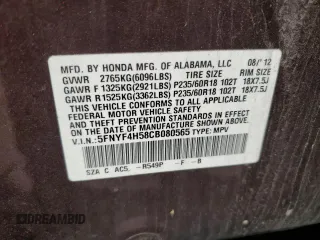 MFD. BY HONDA MFG. OF ALABAMA, LLC 08/'12
GVWR 2765KG(6096LBS) TIRE SIZE RIM SIZE
GAWR F 1325KG(2921LBS) P235/60R18 102T 18X7.5J
GAWR R 1525KG(3362LBS) P235/60R18 102T 18X7.5J
THIS VEHICLE CONFORMS TO ALL APPLICABLE
FEDERAL MOTOR VEHICLE SAFETY AND THEFT
PREVENTION STANDARDS IN EFFECT ON THE DATE
OF MANUFACTURE SHOWN ABOVE.
V.I.N.: 5FNYF4H58CB080565 TYPE: MPV
SZA C AC5, - R549P - F - B
AUTOBIDMASTER